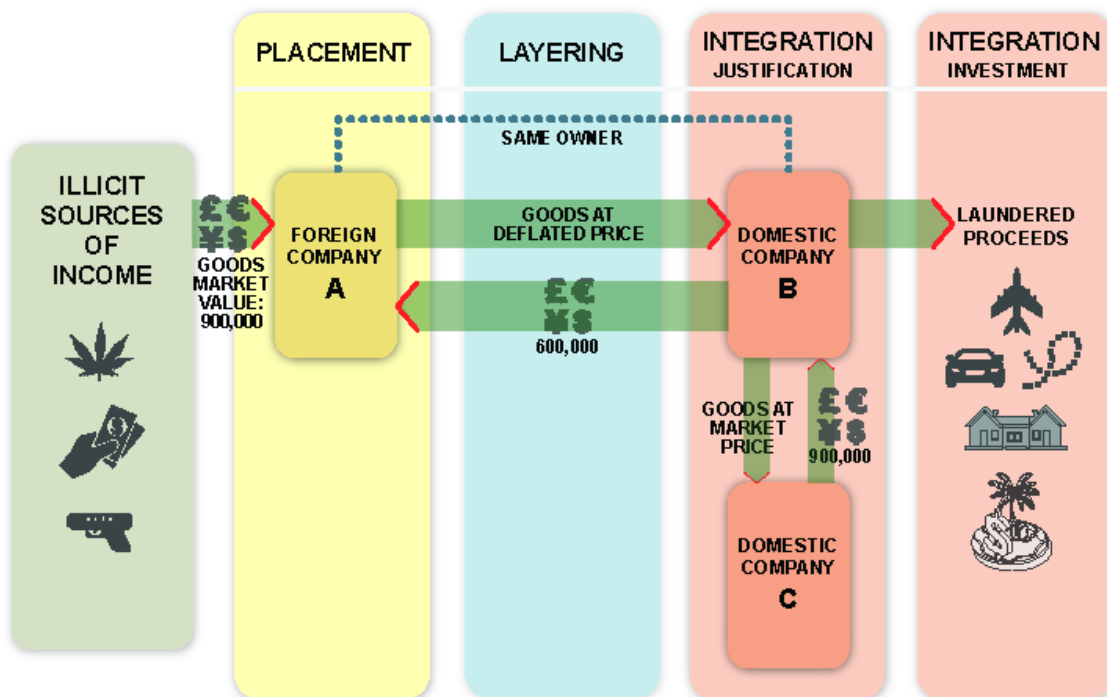 PLACEMENT
LAYERING
INTEGRATION
JUSTIFICATION
INTEGRATION
INVESTMENT
SAME OWNER
ILLICIT
SOURCES
OF
INCOME
£ €
¥ $
GOODS
MARKET
VALUE:
900,000
FOREIGN
COMPANY
A
GOODS AT
DEFLATED PRICE
£ €
¥ $
600,000
DOMESTIC
COMPANY
B
LAUNDERED
PROCEEDS
GOODS AT
MARKET
PRICE
£ €
¥ $
900,000
DOMESTIC
COMPANY
C